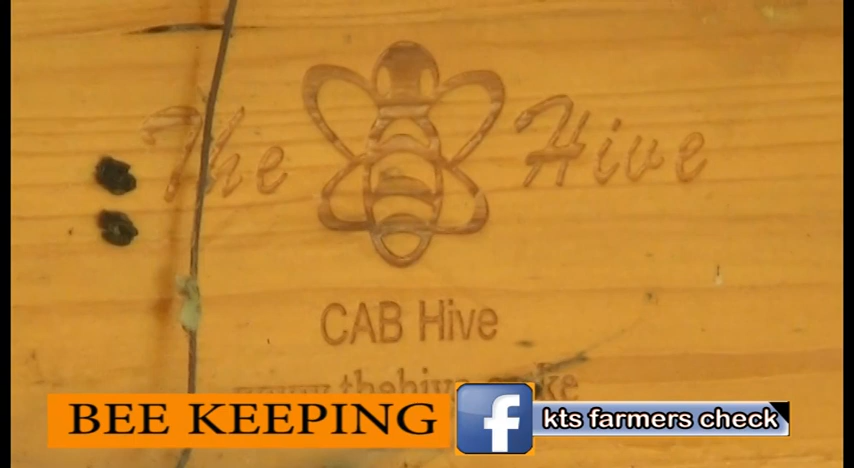 The Hive
CAB Hive
BEE KEEPING
kts farmers check